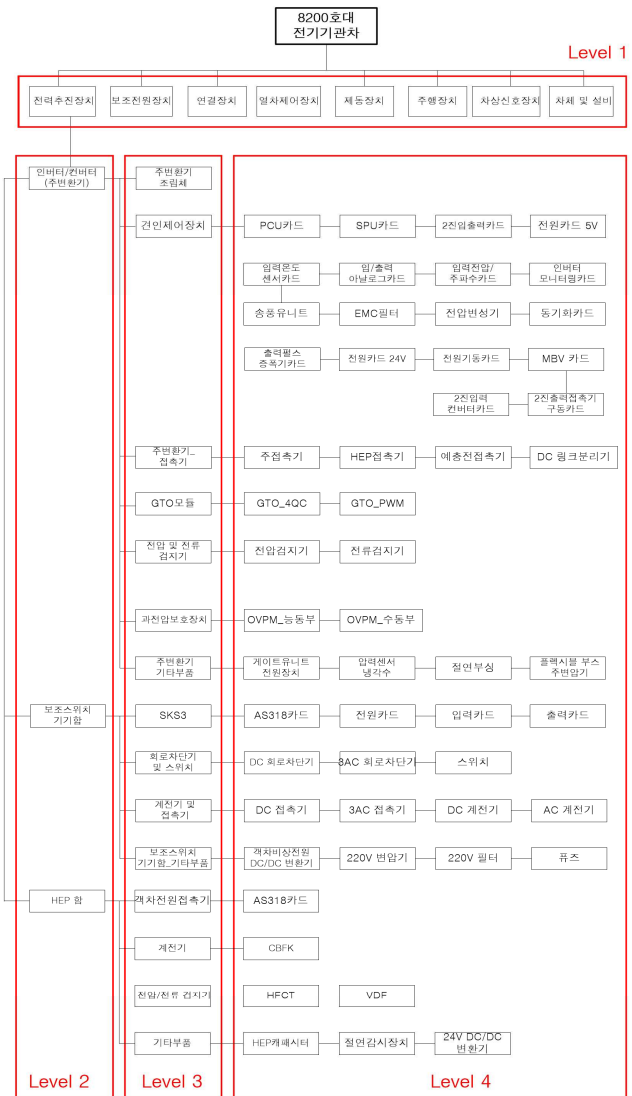 8200호대
전기기관차
Level 1
전력추진장치 보조전원장치 연결장치 열차제어장치 제동장치 주행장치 차상신호장치 차체 및 설비
인버터/컨버터
(주변환기)
주변환기
조립체
견인제어장치 PCU카드 SPU카드 2진입출력카드 전원카드 5V
입력온도 입/출력 입력전압/ 인버터
센서카드 아날로그카드 주파수카드 모니터링카드
송풍유니트 EMC필터 전압변성기 동기화카드
출력펄스
증폭기카드 전원카드 24V 전원기동카드 MBV 카드
2진입력 2진출력접촉기
컨버터카드 구동카드
주변환기_
접촉기
주접촉기 HEP접촉기 예충전접촉기 DC 링크분리기
GTO모듈 GTO_4QC GTO_PWM
전압 및 전류
검지기
전압검지기 전류검지기
과전압보호장치 OVPM_능동부 OVPM_수동부
주변환기
기타부품
게이트유니트
전원장치
압력센서
냉각수
절연부싱
플렉시블 부스
주변압기
보조스위치
기기함
SKS3 AS318카드 전원카드 입력카드 출력카드
회로차단기
및 스위치
DC 회로차단기 3AC 회로차단기 스위치
계전기 및
접촉기
DC 접촉기 3AC 접촉기 DC 계전기 AC 계전기
보조스위치
기기함_기타부품
객차비상전원
DC/DC 변환기
220V 변압기 220V 필터 퓨즈
HEP 함 객차전원접촉기 AS318카드
계전기 CBFK
전압/전류 검지기 HFCT VDF
기타부품 HEP캐패시터 절연감시장치
24V DC/DC
변환기
Level 2 Level 3 Level 4